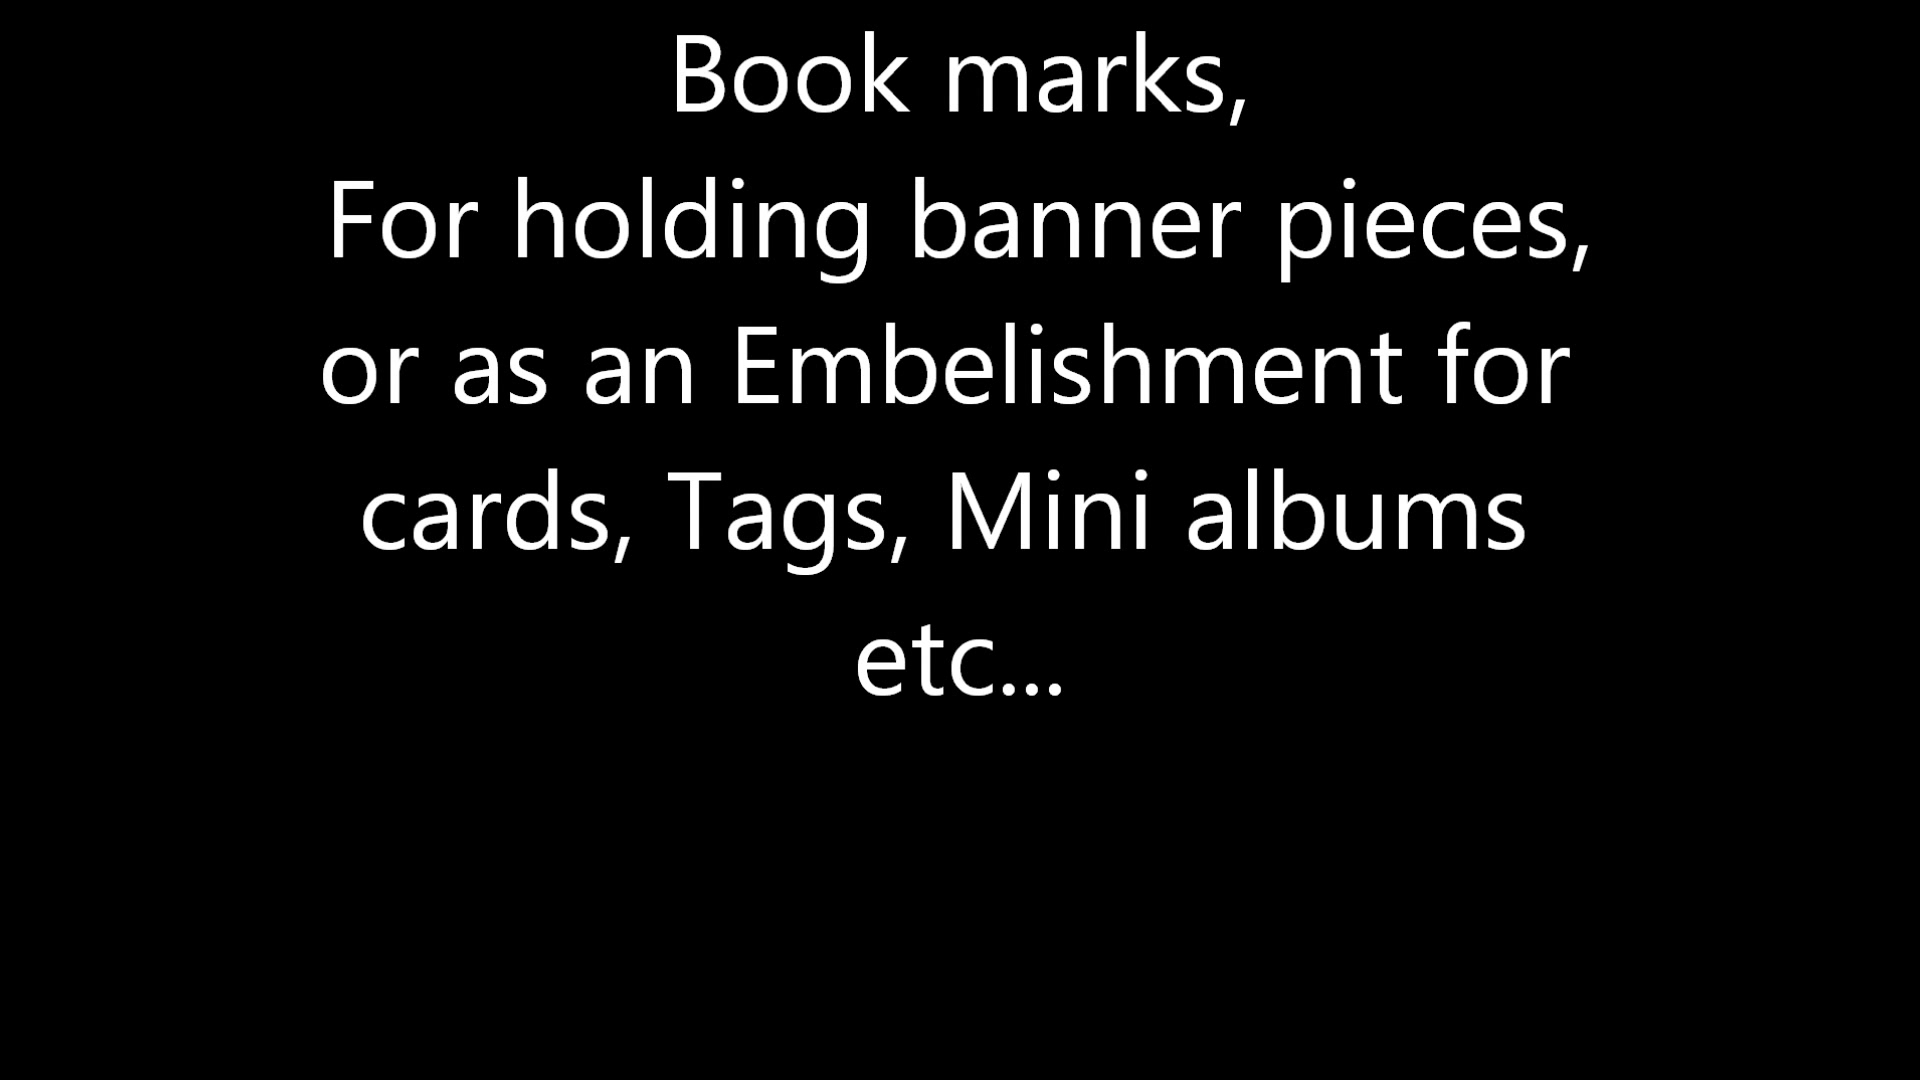 Book marks,
For holding banner pieces,
or as an Embelishment for
cards, Tags, Mini albums
etc...